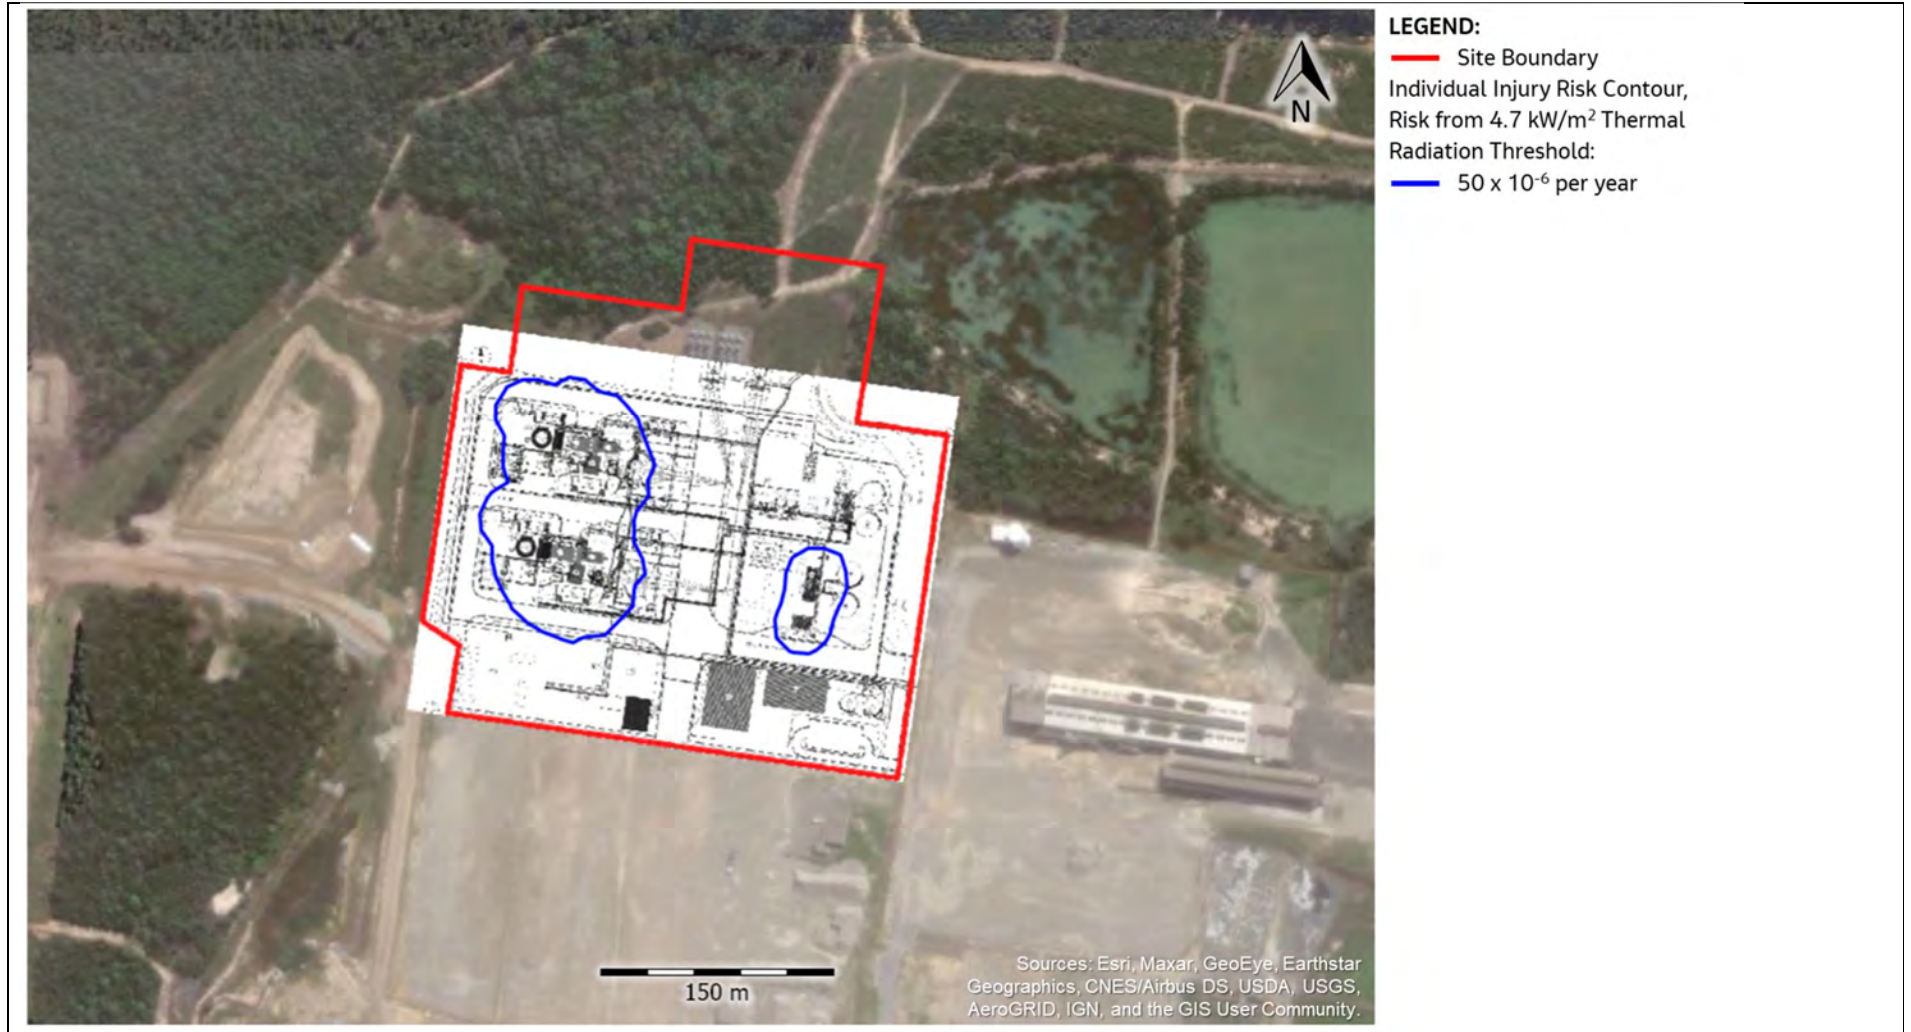 LEGEND:
Site Boundary
Individual Injury Risk Contour,
Risk from 4.7 kW/m² Thermal
Radiation Threshold:
50 x 10⁻⁶ per year
N
150 m
Sources: Esri, Maxar, GeoEye, Earthstar
Geographics, CNES/Airbus DS, USDA, USGS,
AeroGRID, IGN, and the GIS User Community.